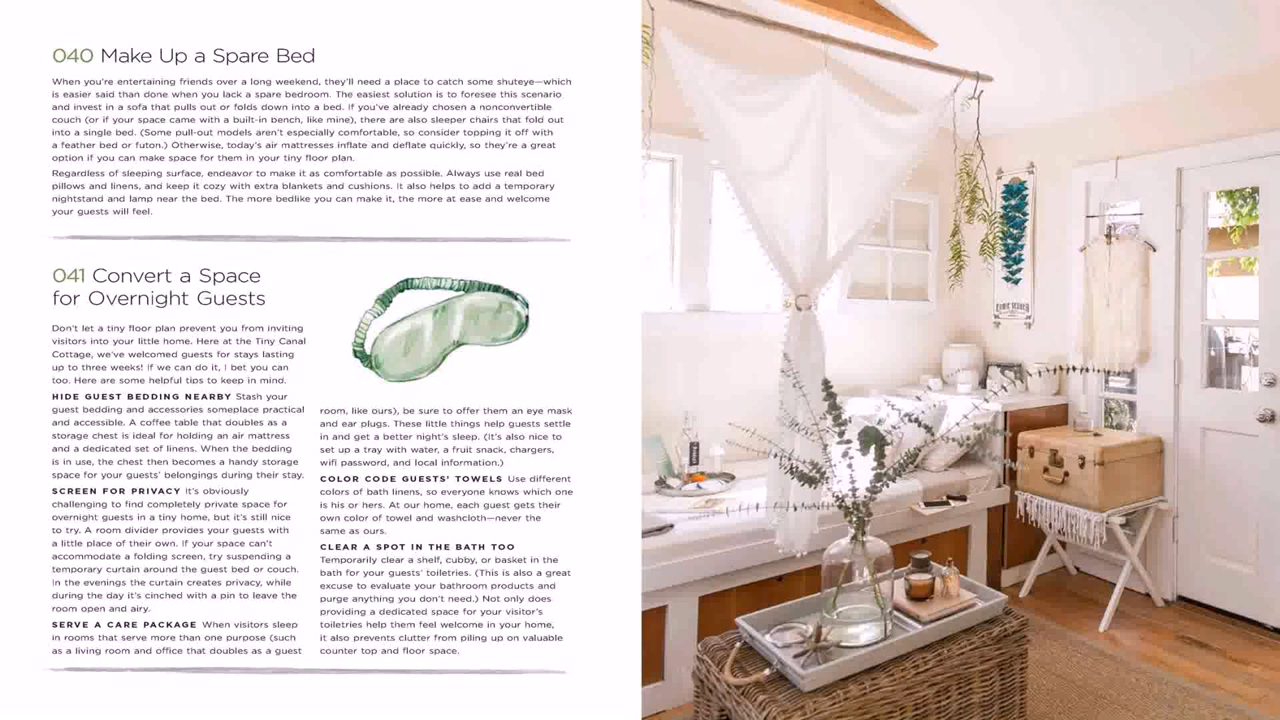 040 Make Up a Spare Bed
When you're entertaining friends over a long weekend, they'll need a place to catch some shuteye—which
is easier said than done when you lack a spare bedroom. The easiest solution is to foresee this scenario
and invest in a sofa that pulls out or folds down into a bed. If you've already chosen a nonconvertible
couch (or if your space came with a built-in bench, like mine), there are also sleeper chairs that fold out
into a single bed. (Some pull-out models aren't especially comfortable, so consider topping it off with
a feather bed or futon.) Otherwise, today's air mattresses inflate and deflate quickly, so they're a great
option if you can make space for them in your tiny floor plan.
Regardless of sleeping surface, endeavor to make it as comfortable as possible. Always use real bed
pillows and linens, and keep it cozy with extra blankets and cushions. It also helps to add a temporary
nightstand and lamp near the bed. The more bedlike you can make it, the more at ease and welcome
your guests will feel.
041 Convert a Space
for Overnight Guests
Don't let a tiny floor plan prevent you from inviting
visitors into your little home. Here at the Tiny Canal
Cottage, we've welcomed guests for stays lasting
up to three weeks! If we can do it, I bet you can
too. Here are some helpful tips to keep in mind.
HIDE GUEST BEDDING NEARBY Stash your
guest bedding and accessories someplace practical
and accessible. A coffee table that doubles as a
storage chest is ideal for holding an air mattress
and a dedicated set of linens. When the bedding
is in use, the chest then becomes a handy storage
space for your guests' belongings during their stay.
SCREEN FOR PRIVACY It's obviously
challenging to find completely private space for
overnight guests in a tiny home, but it's still nice
to try. A room divider provides your guests with
a little place of their own. If your space can't
accommodate a folding screen, try suspending a
temporary curtain around the guest bed or couch.
In the evenings the curtain creates privacy, while
during the day it's cinched with a pin to leave the
room open and airy.
SERVE A CARE PACKAGE When visitors sleep
in rooms that serve more than one purpose (such
as a living room and office that doubles as a guest
room, like ours), be sure to offer them an eye mask
and ear plugs. These little things help guests settle
in and get a better night's sleep. (It's also nice to
set up a tray with water, a fruit snack, chargers,
wifi password, and local information.)
COLOR CODE GUESTS' TOWELS Use different
colors of bath linens, so everyone knows which one
is his or hers. At our home, each guest gets their
own color of towel and washcloth—never the
same as ours.
CLEAR A SPOT IN THE BATH TOO
Temporarily clear a shelf, cubby, or basket in the
bath for your guests' toiletries. (This is also a great
excuse to evaluate your bathroom products and
purge anything you don't need.) Not only does
providing a dedicated space for your visitor's
toiletries help them feel welcome in your home,
it also prevents clutter from piling up on valuable
counter top and floor space.